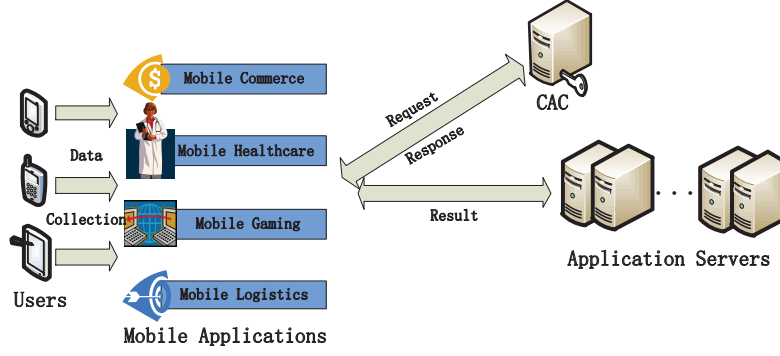 Mobile Commerce
Request
CAC
Response
Data
Mobile Healthcare
Collection
Mobile Gaming
Result
Application Servers
Users
Mobile Logistics
Mobile Applications